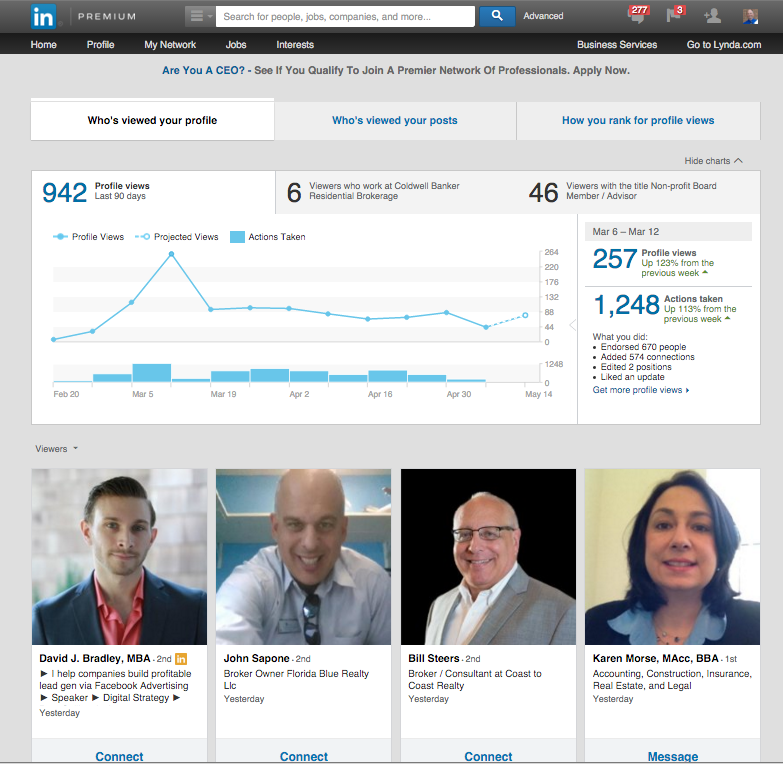 in PREMIUM Search for people, jobs, companies, and more... Advanced 277 3
Home Profile My Network Jobs Interests Business Services Go to Lynda.com
Are You A CEO? - See If You Qualify To Join A Premier Network Of Professionals. Apply Now.
Who's viewed your profile Who's viewed your posts How you rank for profile views
Hide charts
942 Profile views
Last 90 days
6 Viewers who work at Coldwell Banker
Residential Brokerage
46 Viewers with the title Non-profit Board
Member / Advisor
Profile Views Projected Views Actions Taken
264
220
176
132
88
44
0
1248
0
Feb 20 Mar 5 Mar 19 Apr 2 Apr 16 Apr 30 May 14
Mar 6 – Mar 12
257 Profile views
Up 123% from the
previous week
1,248 Actions taken
Up 113% from the
previous week
What you did:
• Endorsed 670 people
• Added 574 connections
• Edited 2 positions
• Liked an update
Get more profile views ▸
Viewers
David J. Bradley, MBA · 2nd in
► I help companies build profitable
lead gen via Facebook Advertising
► Speaker ► Digital Strategy ►
Yesterday
Connect
John Sapone · 2nd
Broker Owner Florida Blue Realty
Llc
Yesterday
Connect
Bill Steers · 2nd
Broker / Consultant at Coast to
Coast Realty
Yesterday
Connect
Karen Morse, MAcc, BBA · 1st
Accounting, Construction, Insurance,
Real Estate, and Legal
Yesterday
Message